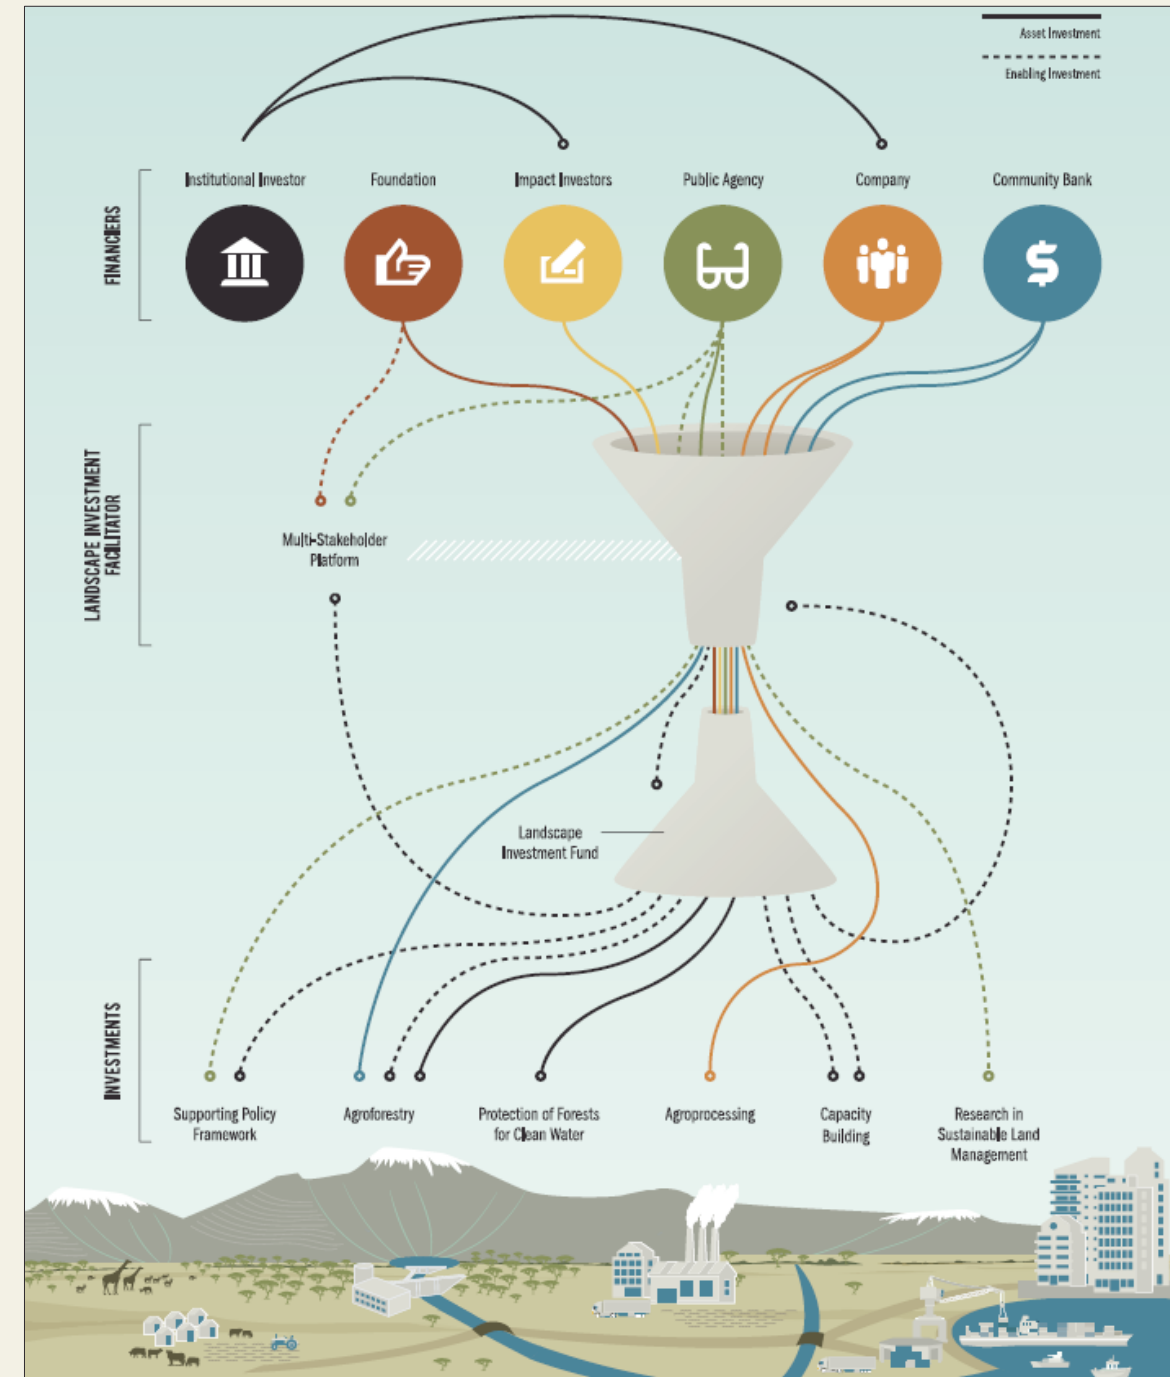 Asset Investment
Enabling Investment
Institutional Investor
Foundation
Impact Investors
Public Agency
Company
Community Bank
FINANCIERS
LANDSCAPE INVESTMENT
FACILITATOR
Multi-Stakeholder
Platform
Landscape
Investment Fund
INVESTMENTS
Supporting Policy
Framework
Agroforestry
Protection of Forests
for Clean Water
Agroprocessing
Capacity
Building
Research in
Sustainable Land
Management